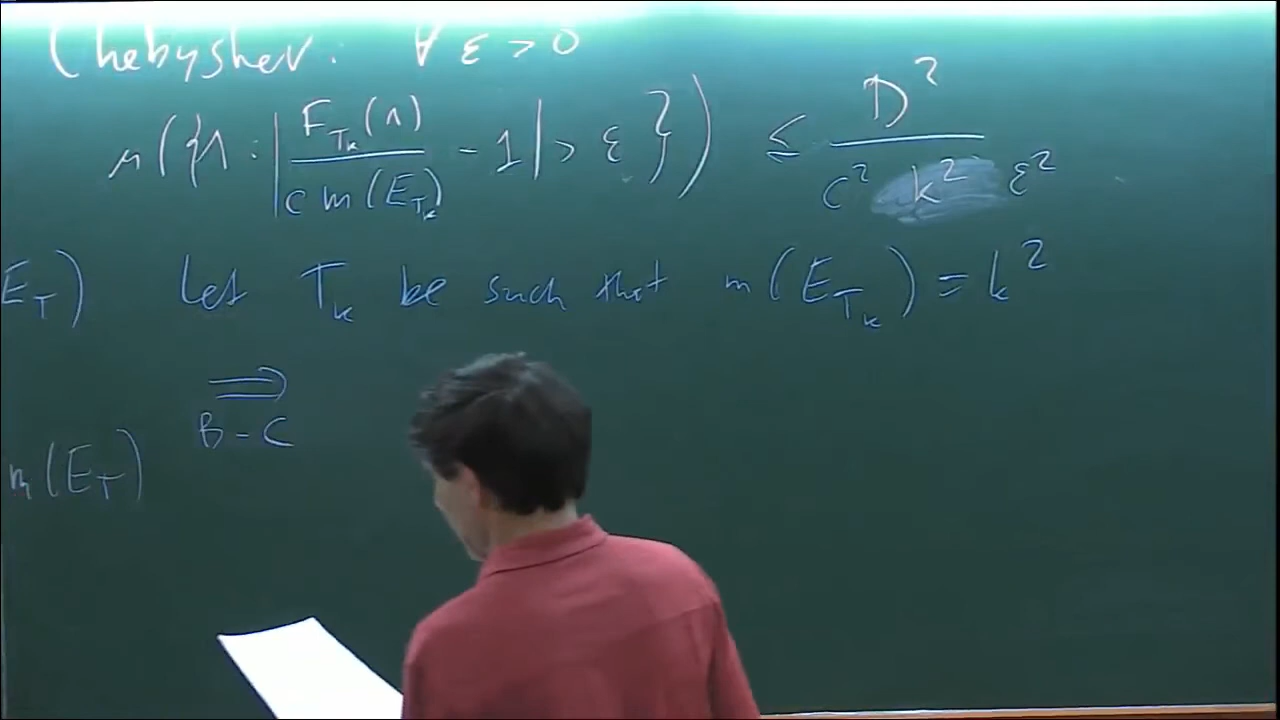 Chebyshev: ∀ ε > 0
μ({Λ : | F_{T_k}(Λ) / c m(E_{T_k}) - 1 | > ε }) ≤ D² / c² k² ε²
E_T) Let T_k be such that m(E_{T_k}) = k²
⟹
B-C
m(E_T)